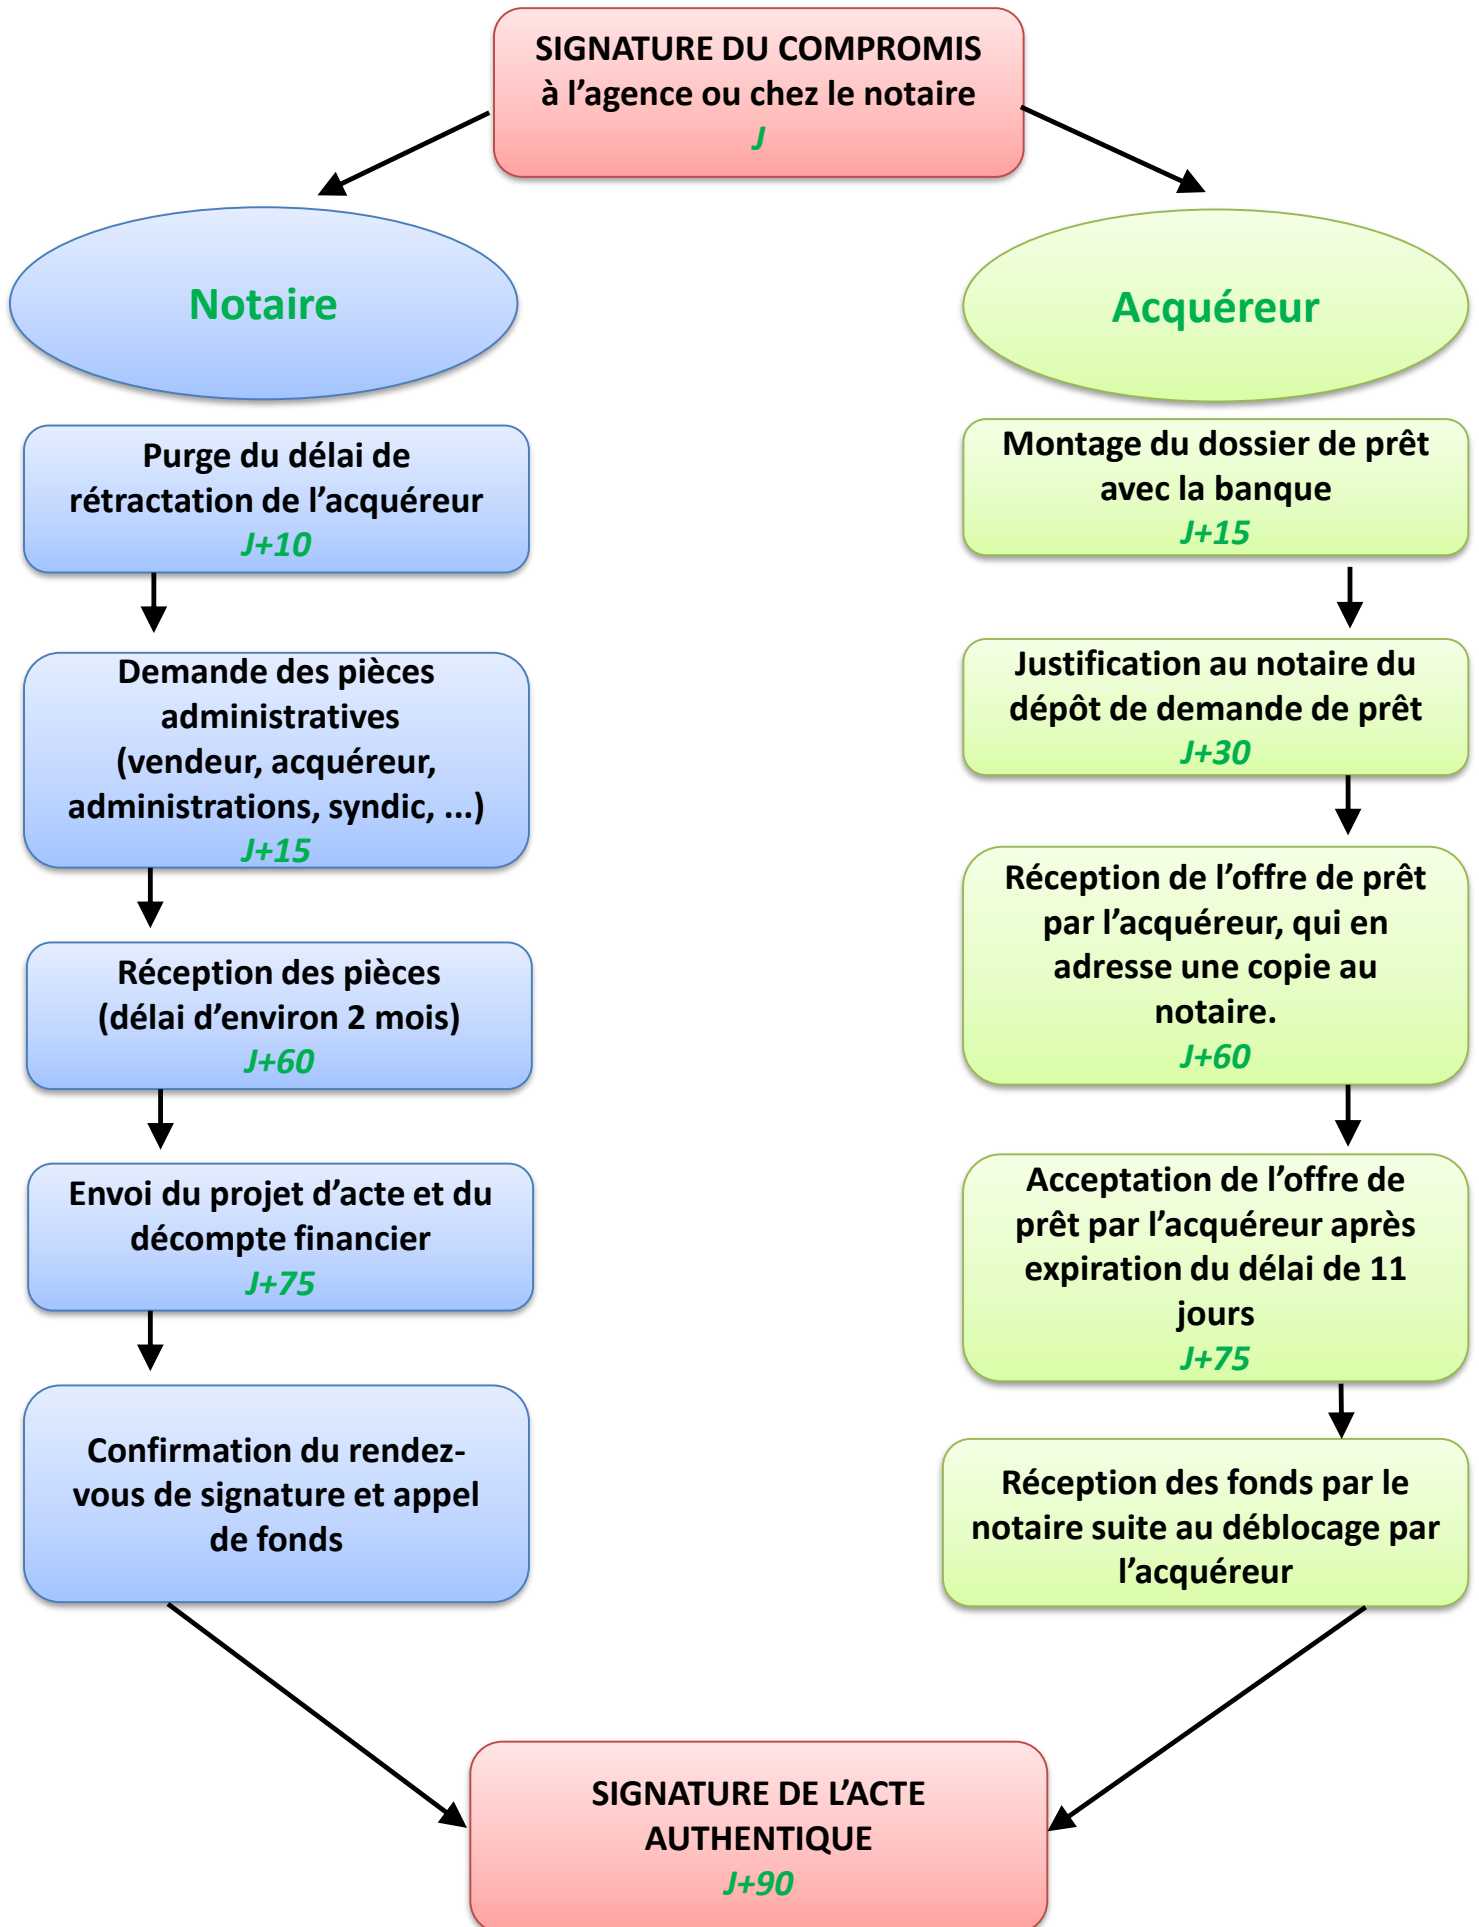 SIGNATURE DU COMPROMIS
à l’agence ou chez le notaire
J
Notaire
Purge du délai de
rétractation de l’acquéreur
J+10
Demande des pièces
administratives
(vendeur, acquéreur,
administrations, syndic, ...)
J+15
Réception des pièces
(délai d’environ 2 mois)
J+60
Envoi du projet d’acte et du
décompte financier
J+75
Confirmation du rendez-
vous de signature et appel
de fonds
Acquéreur
Montage du dossier de prêt
avec la banque
J+15
Justification au notaire du
dépôt de demande de prêt
J+30
Réception de l’offre de prêt
par l’acquéreur, qui en
adresse une copie au
notaire.
J+60
Acceptation de l’offre de
prêt par l’acquéreur après
expiration du délai de 11
jours
J+75
Réception des fonds par le
notaire suite au déblocage par
l’acquéreur
SIGNATURE DE L’ACTE
AUTHENTIQUE
J+90